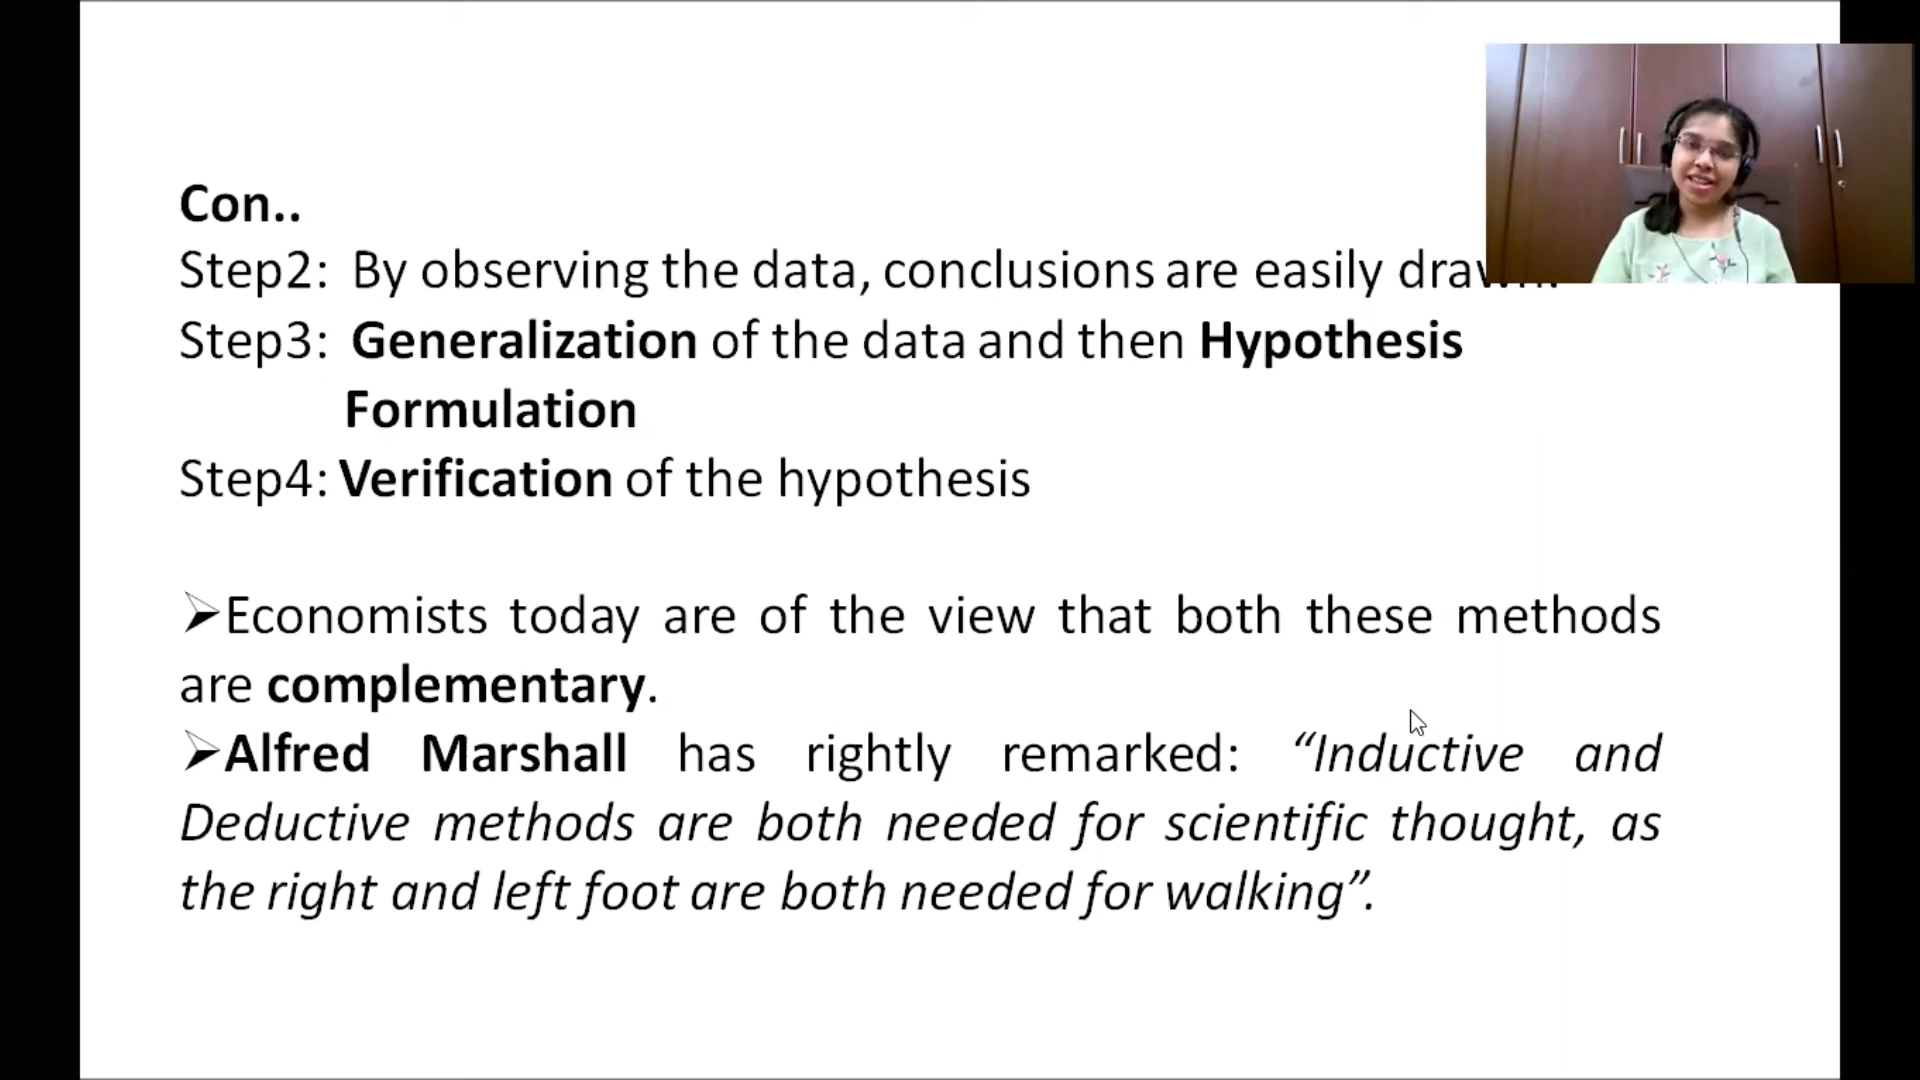 Con..
Step2: By observing the data, conclusions are easily
Step3: Generalization of the data and then Hypothesis
Formulation
Step4: Verification of the hypothesis
➢Economists today are of the view that both these methods
are complementary.
➢Alfred Marshall has rightly remarked: “Inductive and
Deductive methods are both needed for scientific thought, as
the right and left foot are both needed for walking”.